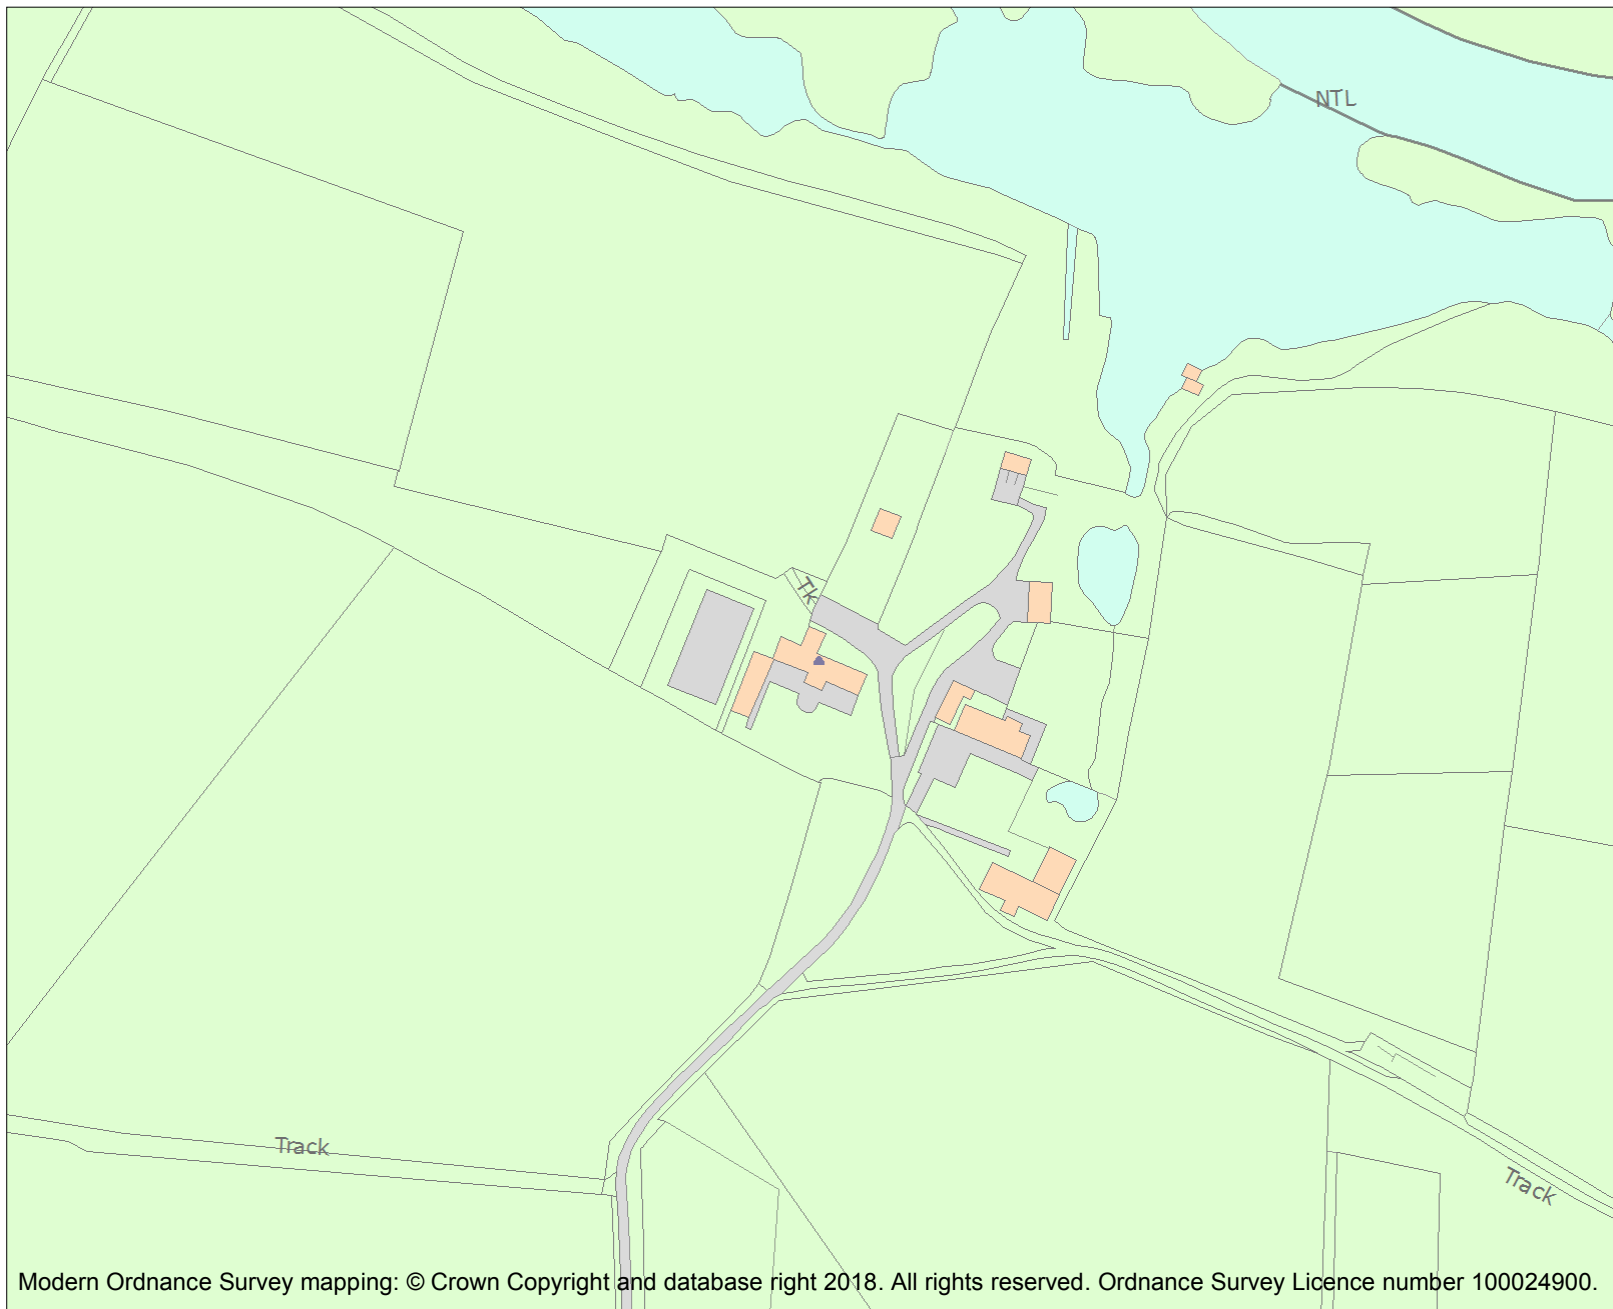 NTL
Tk
Track
Track
Modern Ordnance Survey mapping: © Crown Copyright and database right 2018. All rights reserved. Ordnance Survey Licence number 100024900.